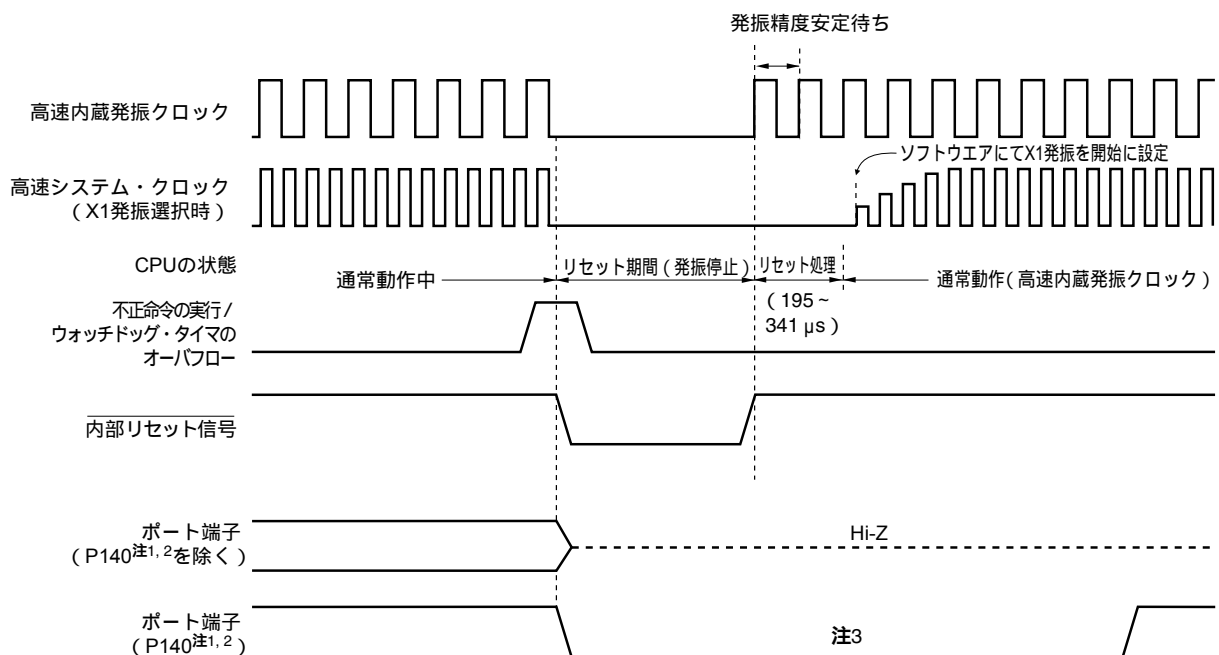 発振精度安定待ち
高速内蔵発振クロック
ソフトウエアにてX1発振を開始に設定
高速システム・クロック
(X1発振選択時)
CPUの状態
通常動作中
リセット期間(発振停止)
リセット処理
(195~
341 µs)
通常動作(高速内蔵発振クロック)
不正命令の実行/
ウォッチドッグ・タイマの
オーバフロー
内部リセット信号
ポート端子
(P140注1, 2を除く)
Hi-Z
ポート端子
(P140注1, 2)
注3